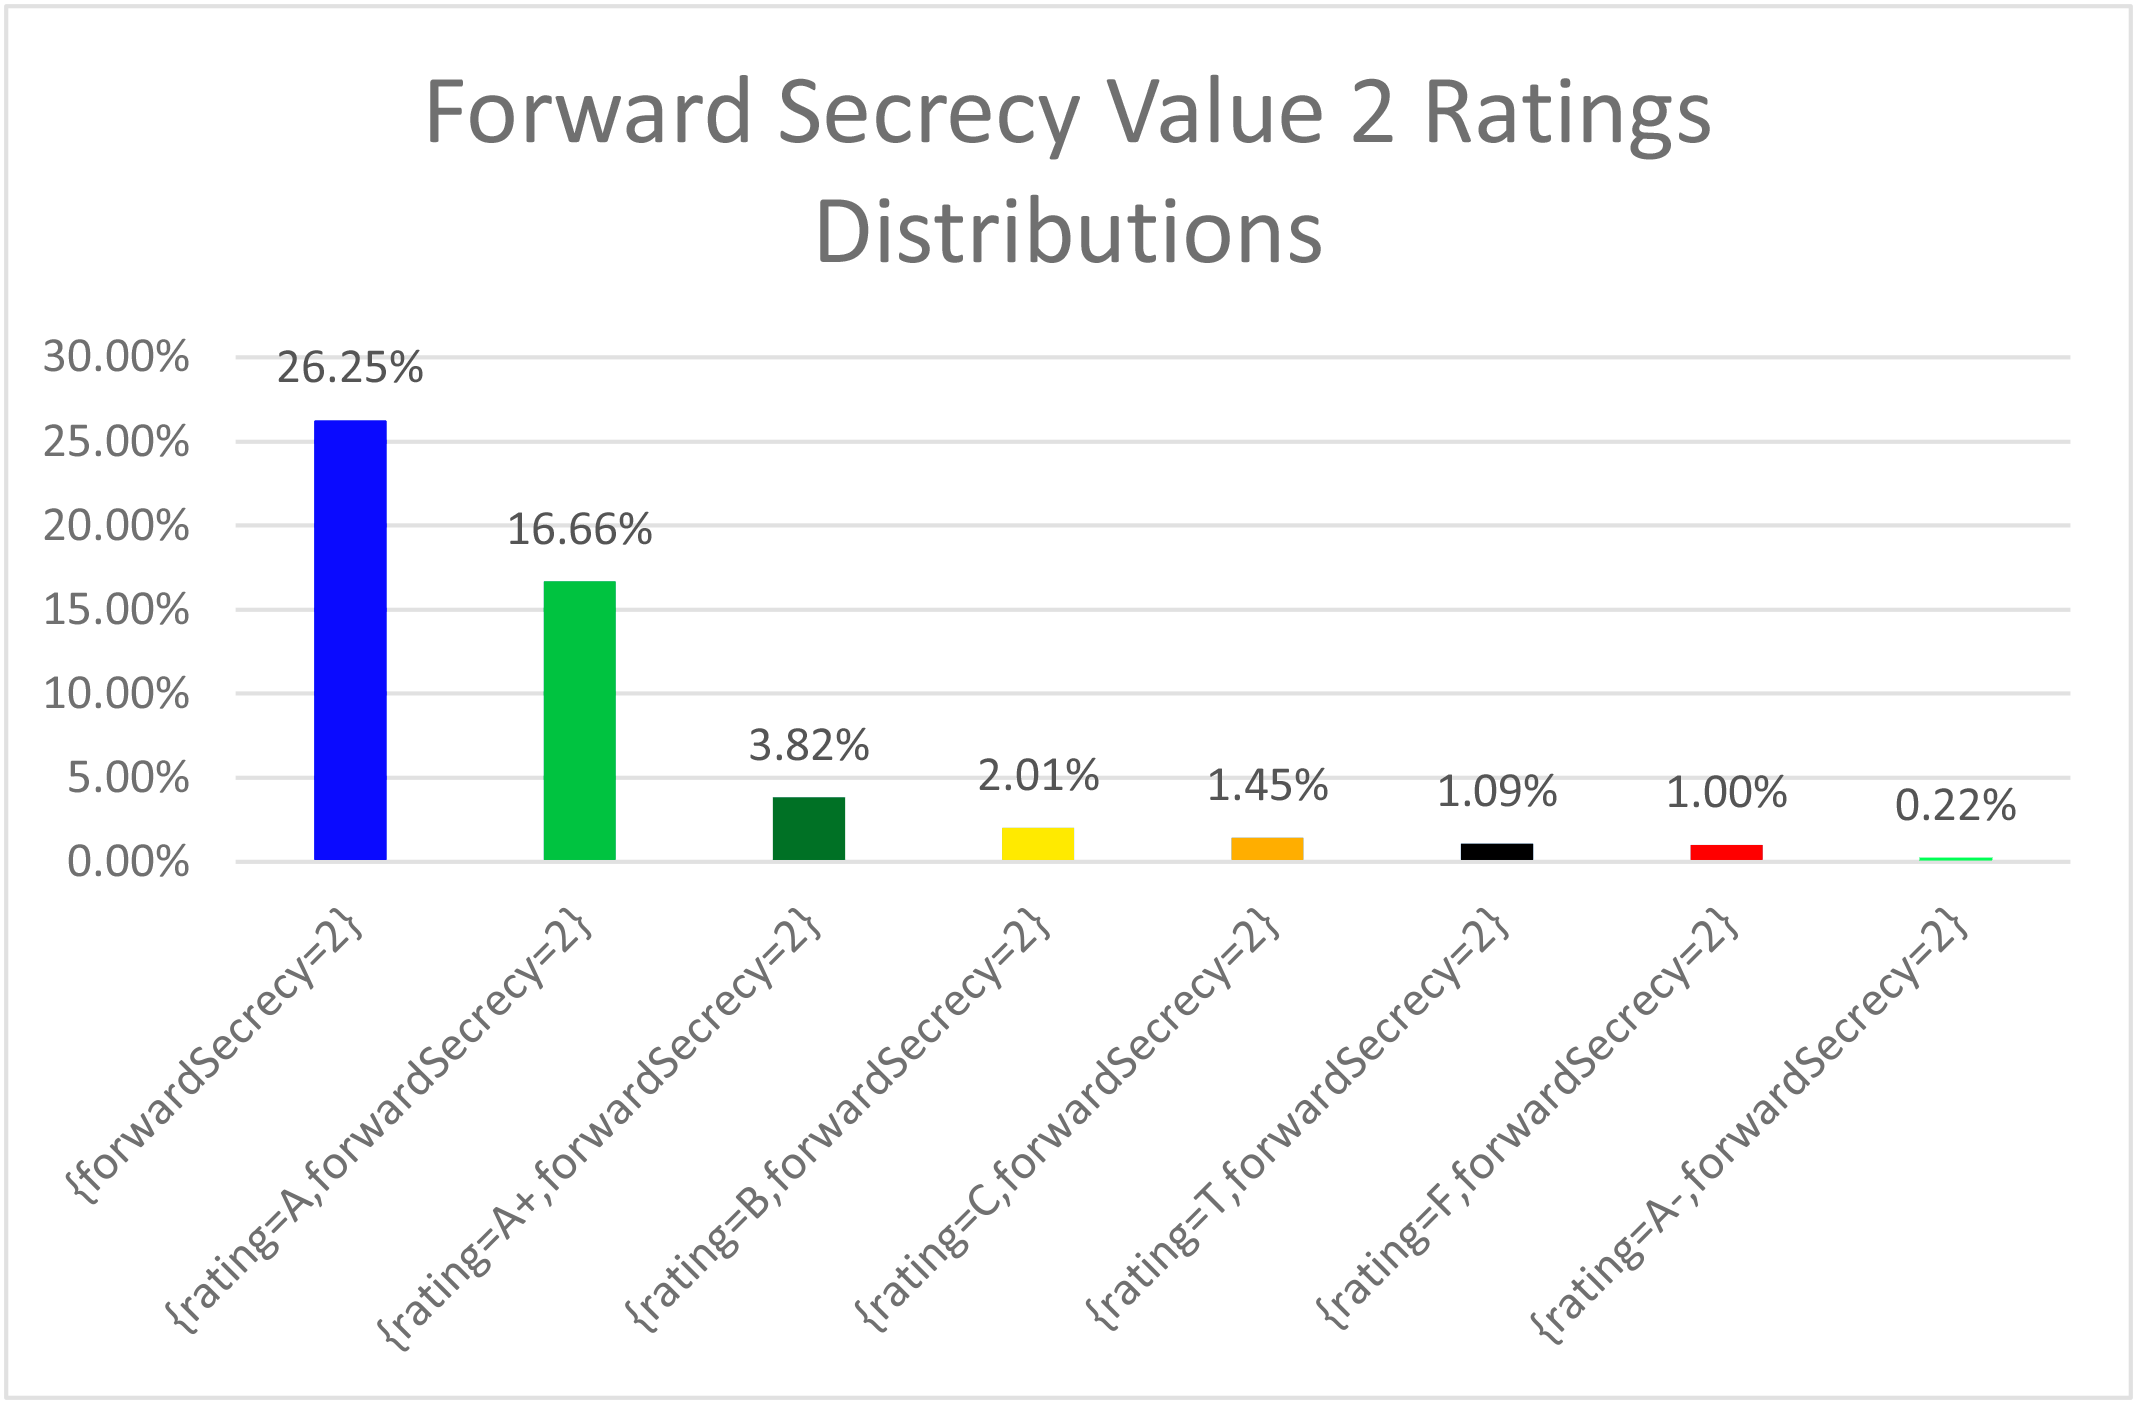 Forward Secrecy Value 2 Ratings
Distributions
30.00%
25.00%
20.00%
15.00%
10.00%
5.00%
0.00%
26.25%
16.66%
3.82%
2.01%
1.45%
1.09%
1.00%
0.22%
{forwardSecrecy=2}
{rating=A,forwardSecrecy=2}
{rating=A+,forwardSecrecy=2}
{rating=B,forwardSecrecy=2}
{rating=C,forwardSecrecy=2}
{rating=T,forwardSecrecy=2}
{rating=F,forwardSecrecy=2}
{rating=A-,forwardSecrecy=2}